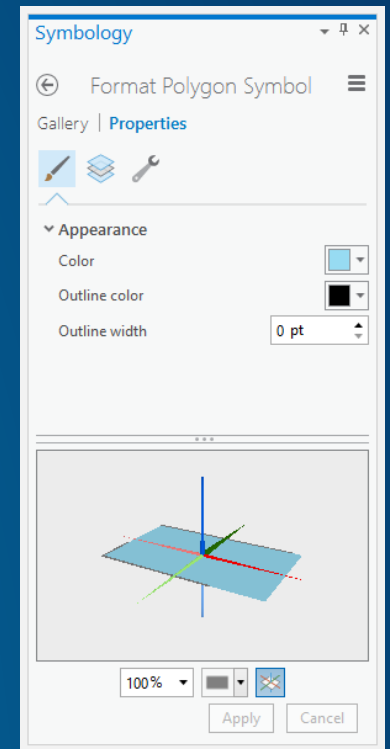 Symbology
Format Polygon Symbol
Gallery | Properties
Appearance
Color
Outline color
Outline width 0 pt
100%
Apply Cancel